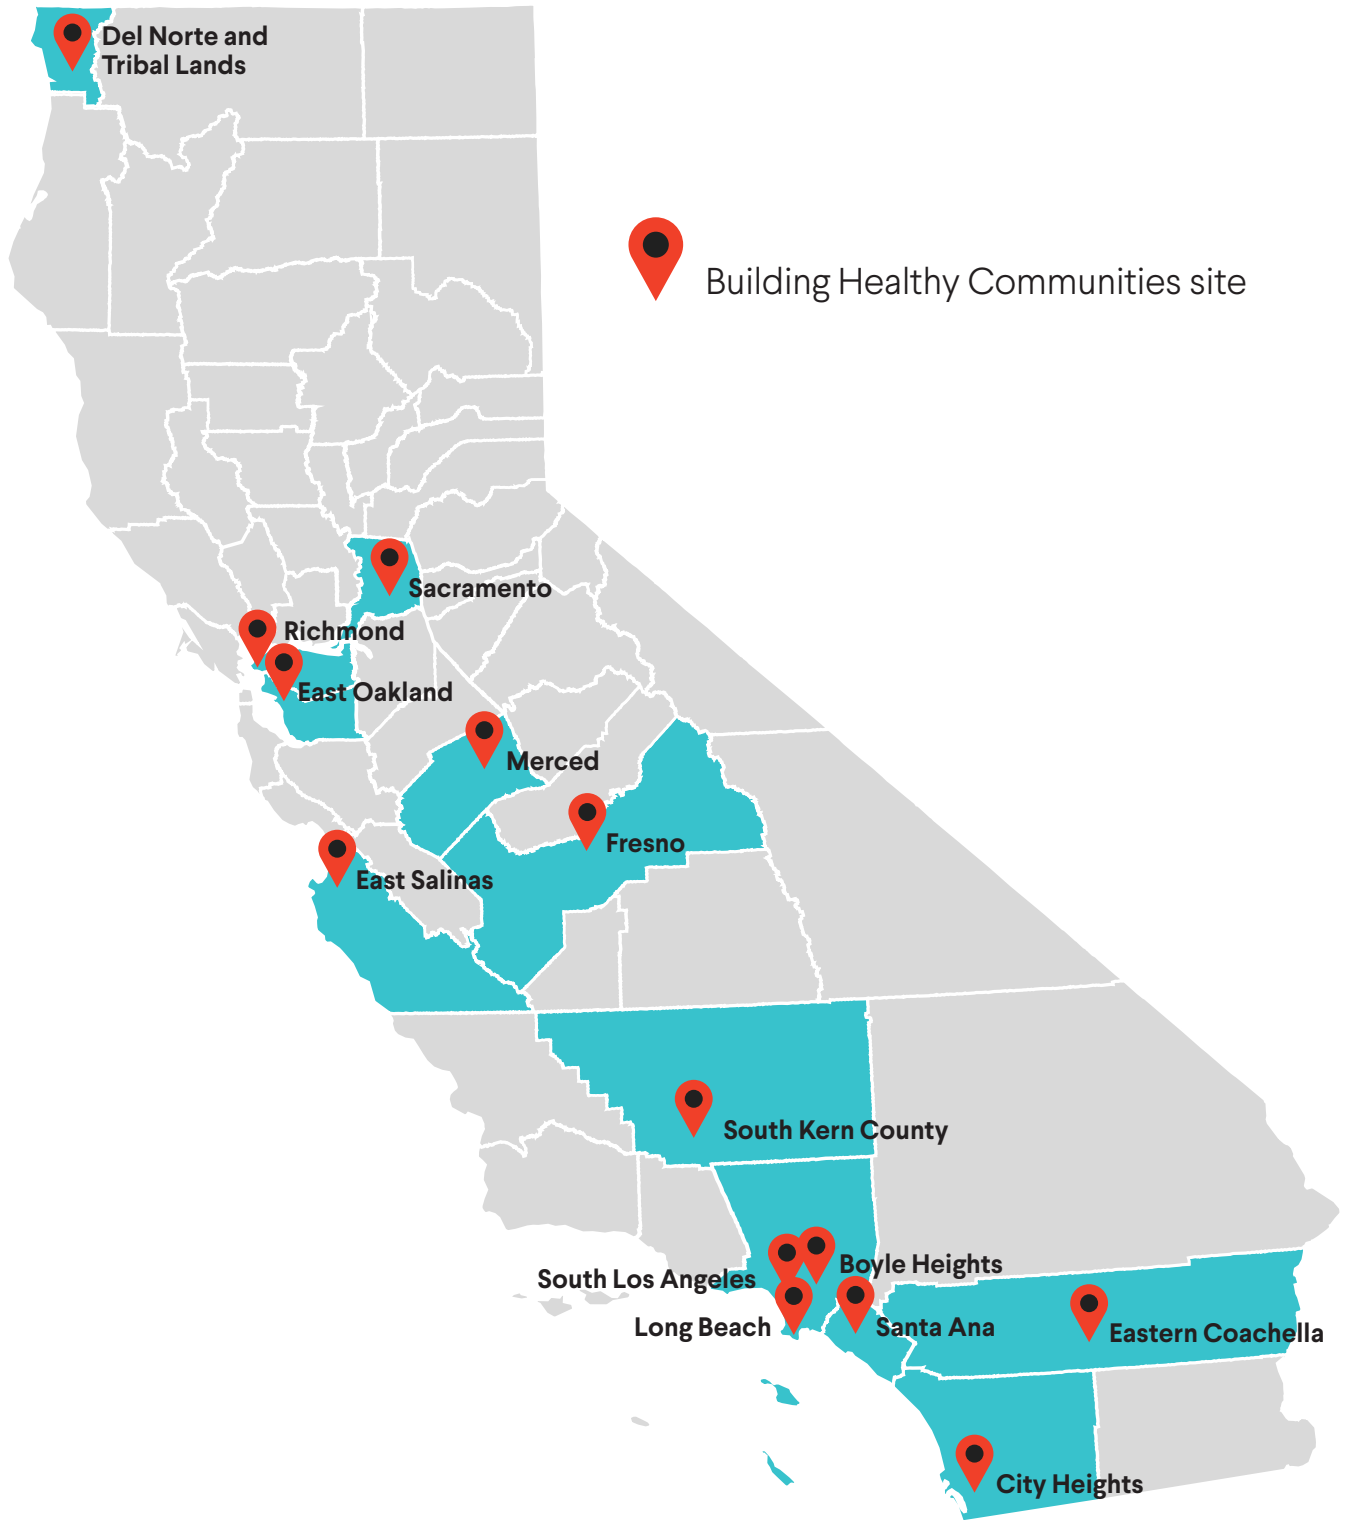 Del Norte and
Tribal Lands
Building Healthy Communities site
Sacramento
Richmond
East Oakland
Merced
Fresno
East Salinas
South Kern County
Boyle Heights
South Los Angeles
Long Beach
Santa Ana
Eastern Coachella
City Heights